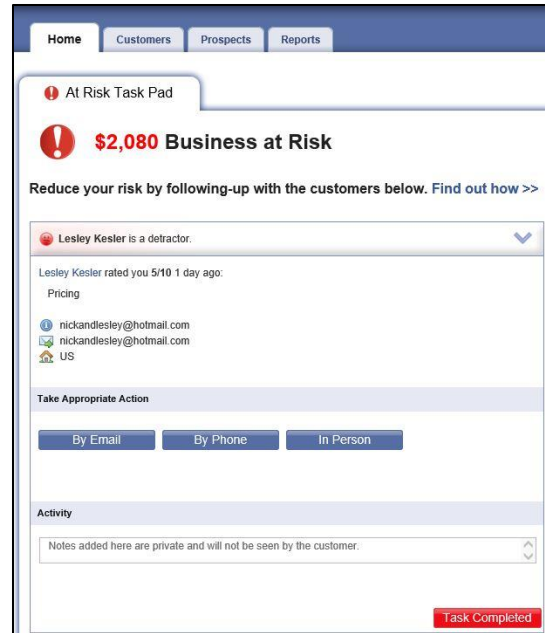 Home Customers Prospects Reports
At Risk Task Pad
$2,080 Business at Risk
Reduce your risk by following-up with the customers below. Find out how >>
Lesley Kesler is a detractor.
Lesley Kesler rated you 5/10 1 day ago:
Pricing
nickandlesley@hotmail.com
nickandlesley@hotmail.com
US
Take Appropriate Action
By Email By Phone In Person
Activity
Notes added here are private and will not be seen by the customer.
Task Completed